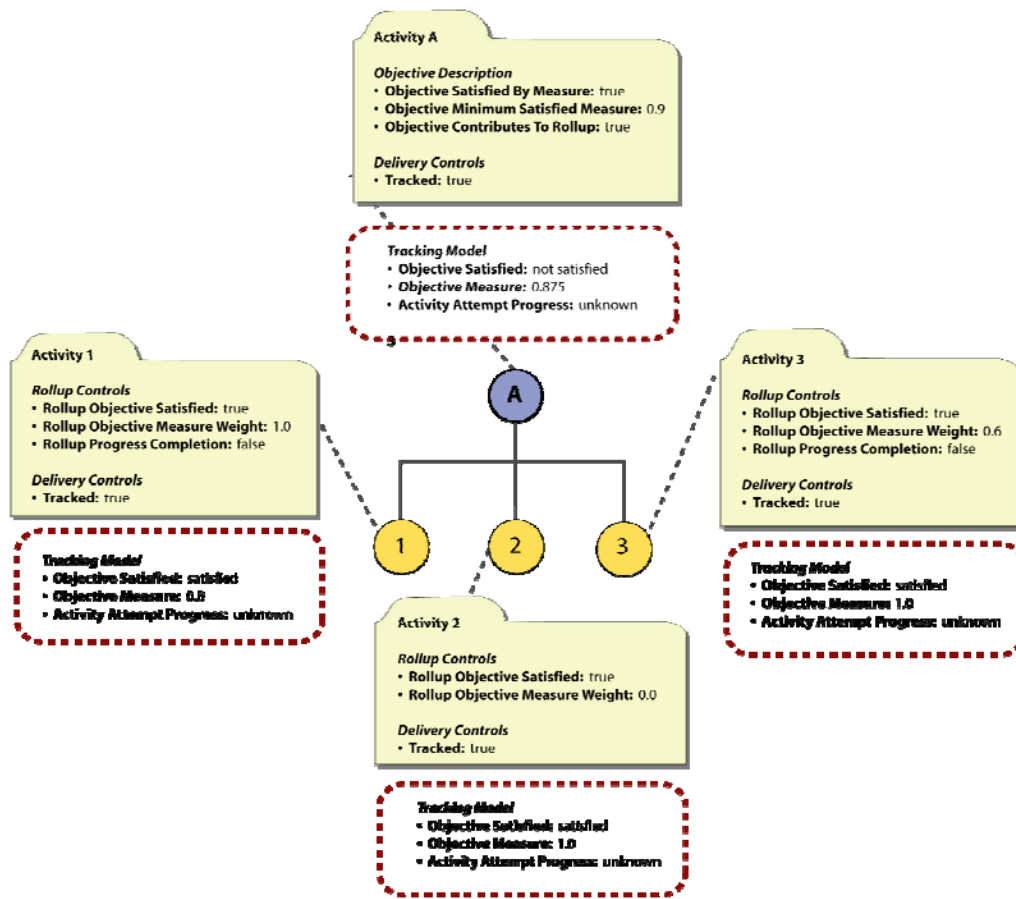 Activity A
Objective Description
• Objective Satisfied By Measure: true
• Objective Minimum Satisfied Measure: 0.9
• Objective Contributes To Rollup: true
Delivery Controls
• Tracked: true
Tracking Model
• Objective Satisfied: not satisfied
• Objective Measure: 0.875
• Activity Attempt Progress: unknown
Activity 1
Rollup Controls
• Rollup Objective Satisfied: true
• Rollup Objective Measure Weight: 1.0
• Rollup Progress Completion: false
Delivery Controls
• Tracked: true
Tracking Model
• Objective Satisfied: satisfied
• Objective Measure: 0.8
• Activity Attempt Progress: unknown
A
1
2
3
Activity 3
Rollup Controls
• Rollup Objective Satisfied: true
• Rollup Objective Measure Weight: 0.6
• Rollup Progress Completion: false
Delivery Controls
• Tracked: true
Tracking Model
• Objective Satisfied: satisfied
• Objective Measure: 1.0
• Activity Attempt Progress: unknown
Activity 2
Rollup Controls
• Rollup Objective Satisfied: true
• Rollup Objective Measure Weight: 0.0
Delivery Controls
• Tracked: true
Tracking Model
• Objective Satisfied: satisfied
• Objective Measure: 1.0
• Activity Attempt Progress: unknown